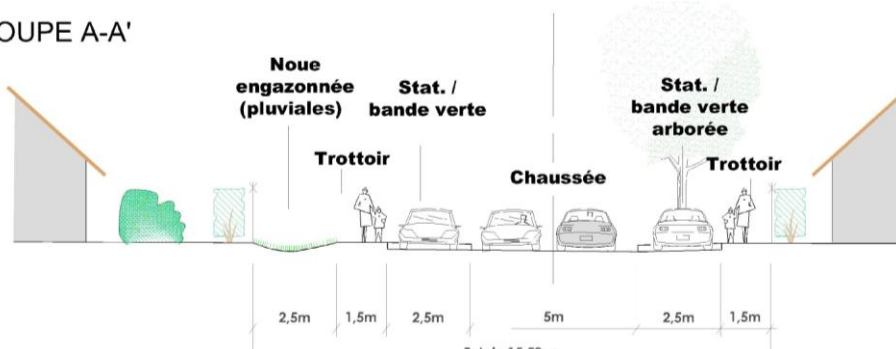 OUPE A-A'
Noue
engazonnée
(pluviales)
Stat. /
bande verte
Stat. /
bande verte
arborée
Trottoir
Trottoir
Chaussée
2,5m 1,5m 2,5m 5m 2,5m 1,5m